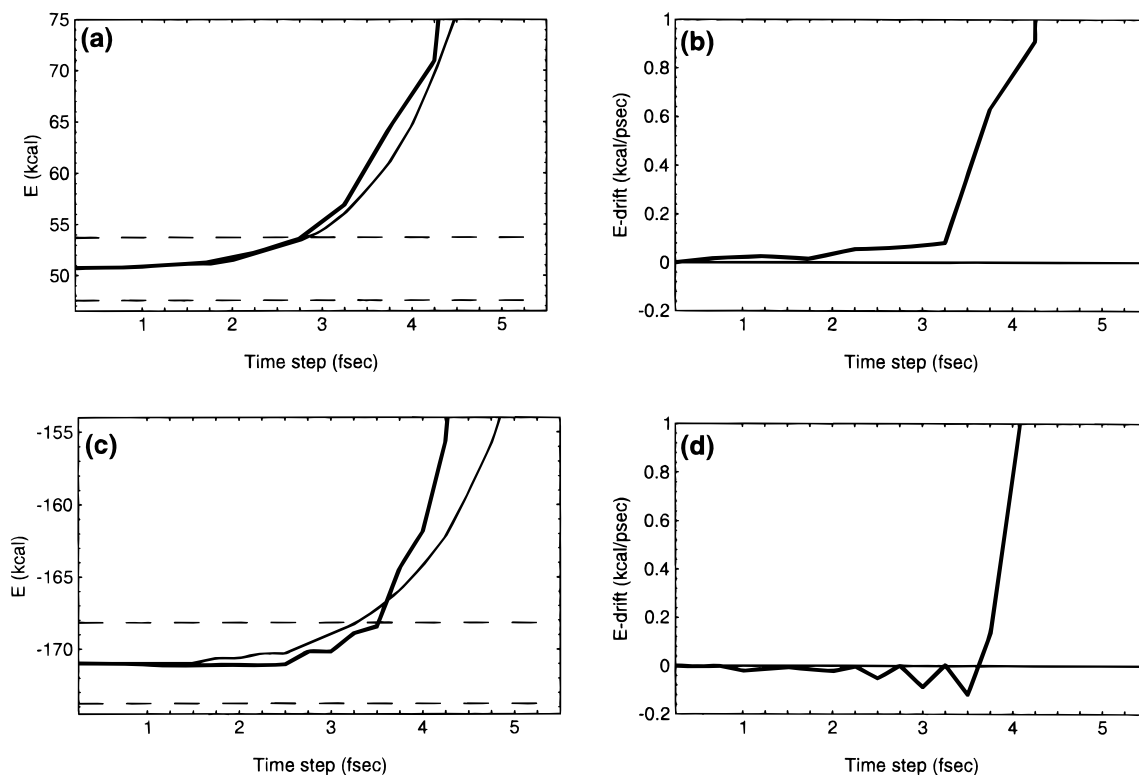 (a)
75
70
65
60
55
50
E (kcal)
1 2 3 4 5
Time step (fsec)
(b)
1
0.8
0.6
0.4
0.2
0
-0.2
E-drift (kcal/psec)
1 2 3 4 5
Time step (fsec)
(c)
-155
-160
-165
-170
E (kcal)
1 2 3 4 5
Time step (fsec)
(d)
1
0.8
0.6
0.4
0.2
0
-0.2
E-drift (kcal/psec)
1 2 3 4 5
Time step (fsec)